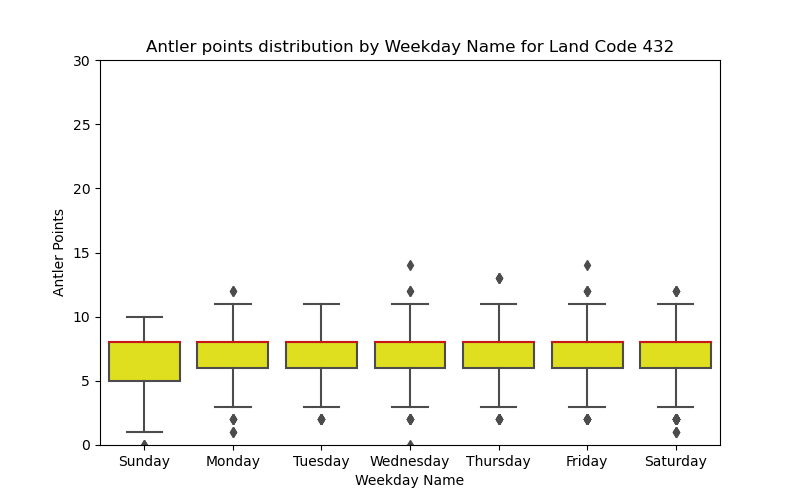 Antler points distribution by Weekday Name for Land Code 432
30
25
20
15
10
5
0
Antler Points
Sunday Monday Tuesday Wednesday Thursday Friday Saturday
Weekday Name